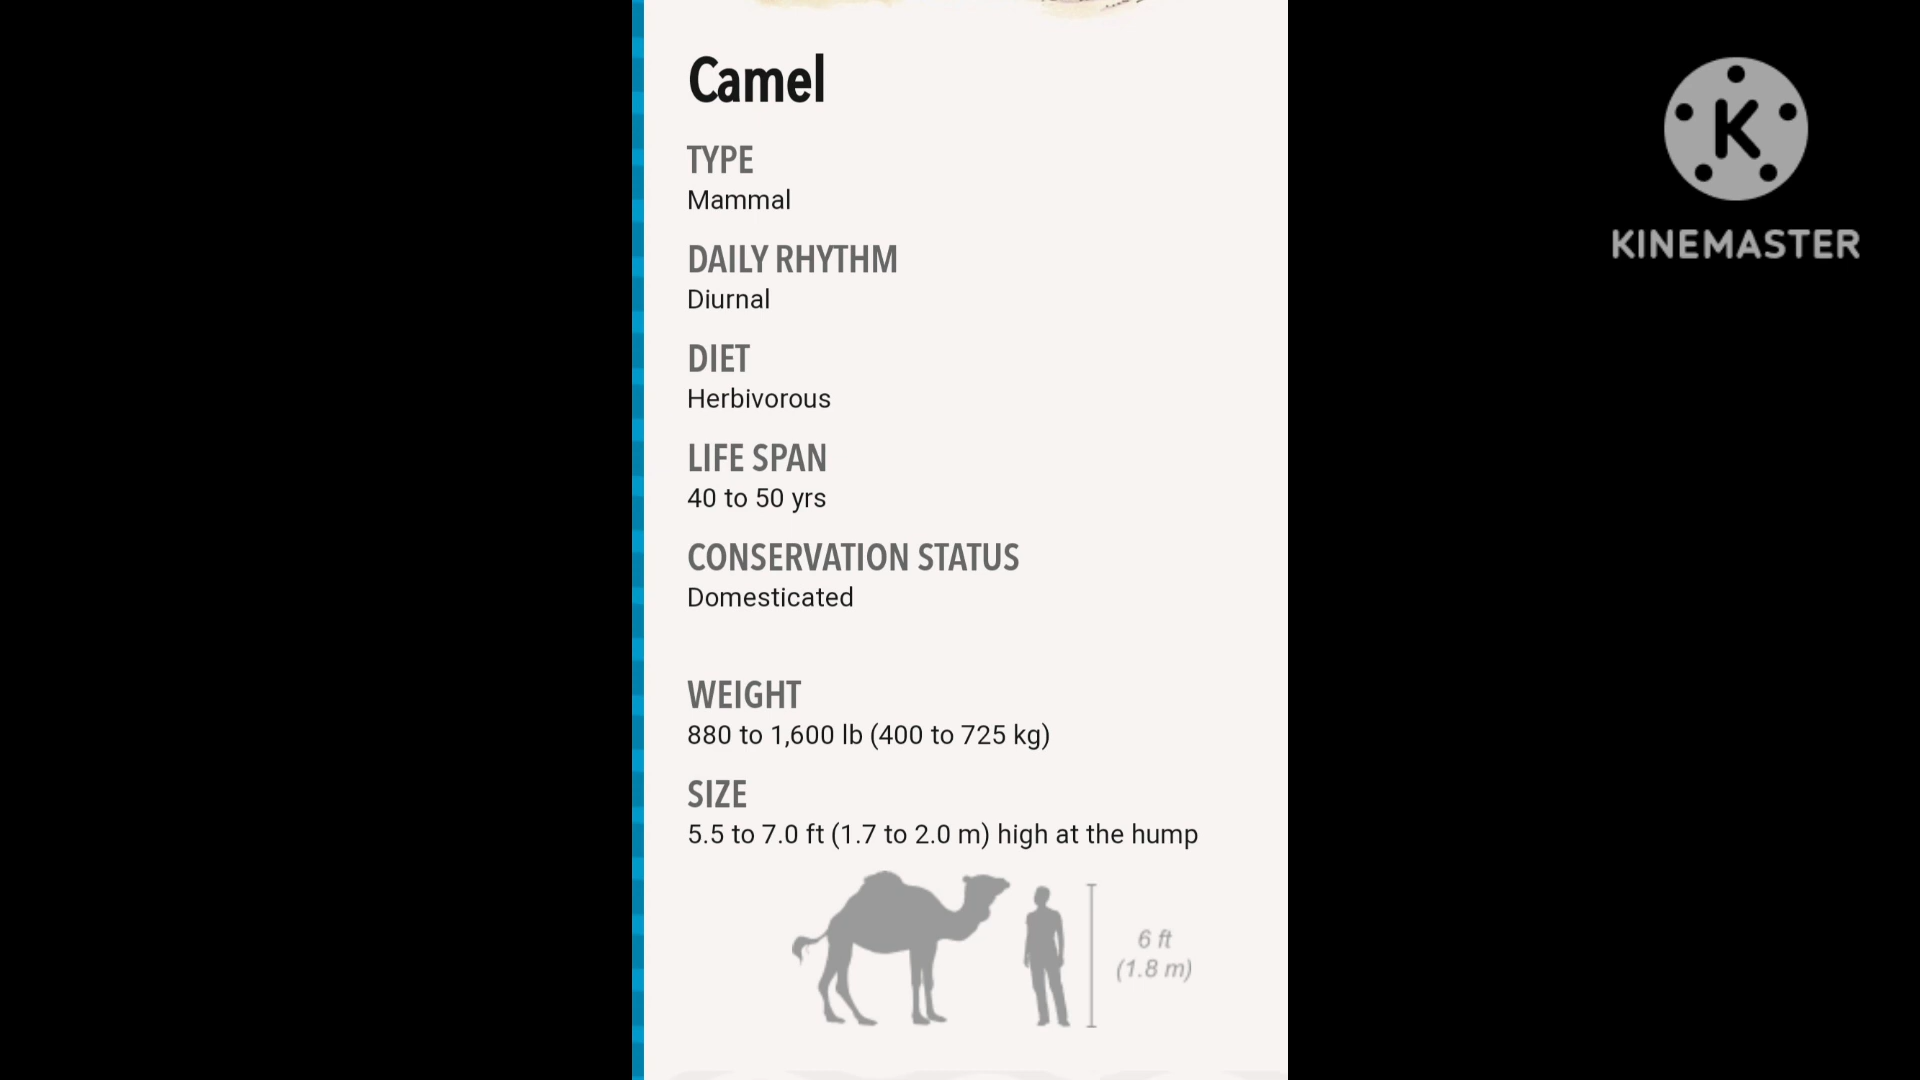 Camel
TYPE
Mammal
DAILY RHYTHM
Diurnal
DIET
Herbivorous
LIFE SPAN
40 to 50 yrs
CONSERVATION STATUS
Domesticated
WEIGHT
880 to 1,600 lb (400 to 725 kg)
SIZE
5.5 to 7.0 ft (1.7 to 2.0 m) high at the hump
6 ft
(1.8 m)
K
KINEMASTER